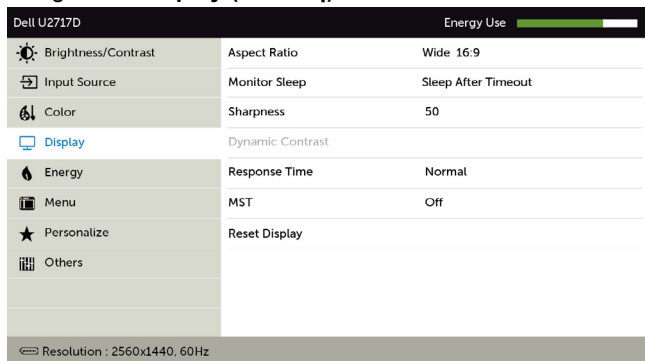 Dell U2717D Energy Use
Brightness/Contrast Aspect Ratio Wide 16:9
Input Source Monitor Sleep Sleep After Timeout
Color Sharpness 50
Display Dynamic Contrast
Energy Response Time Normal
Menu MST Off
Personalize Reset Display
Others
Resolution : 2560x1440, 60Hz